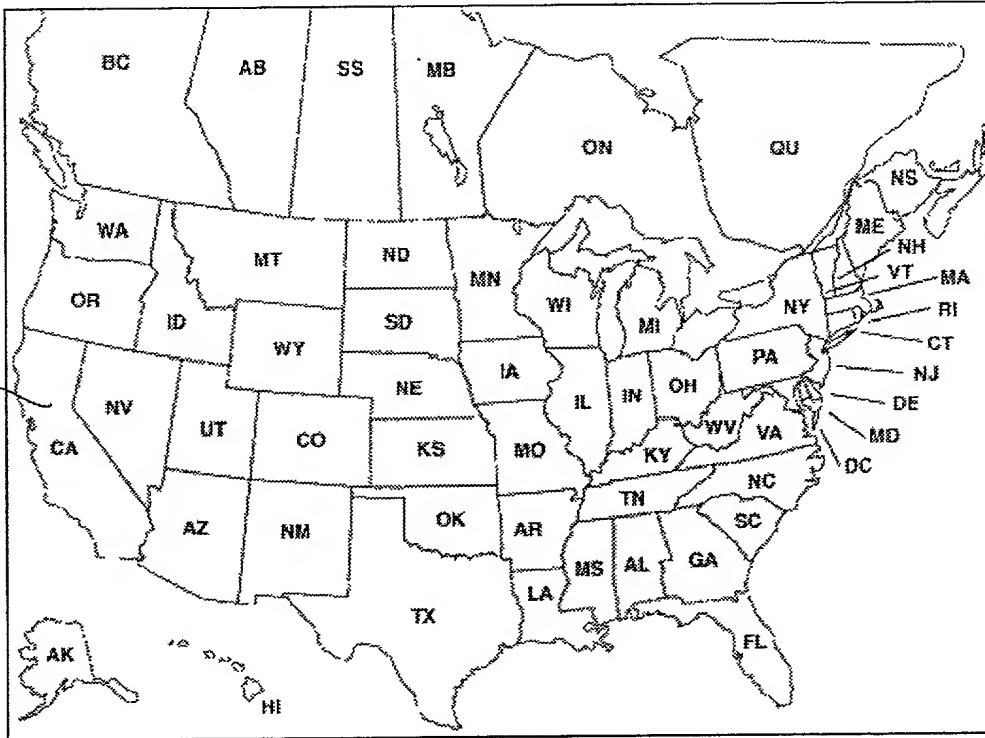 BC AB SS MB
ON QU
NS
WA ME
MT ND NH
MN VT MA
OR WI NY
ID SD MI RI
WY CT
IA PA NJ
NE OH
NV IL IN DE
UT CO WV MD
CA KS MO KY VA
DC
TN NC
AZ NM OK AR SC
MS AL GA
LA
TX
FL
AK
HI